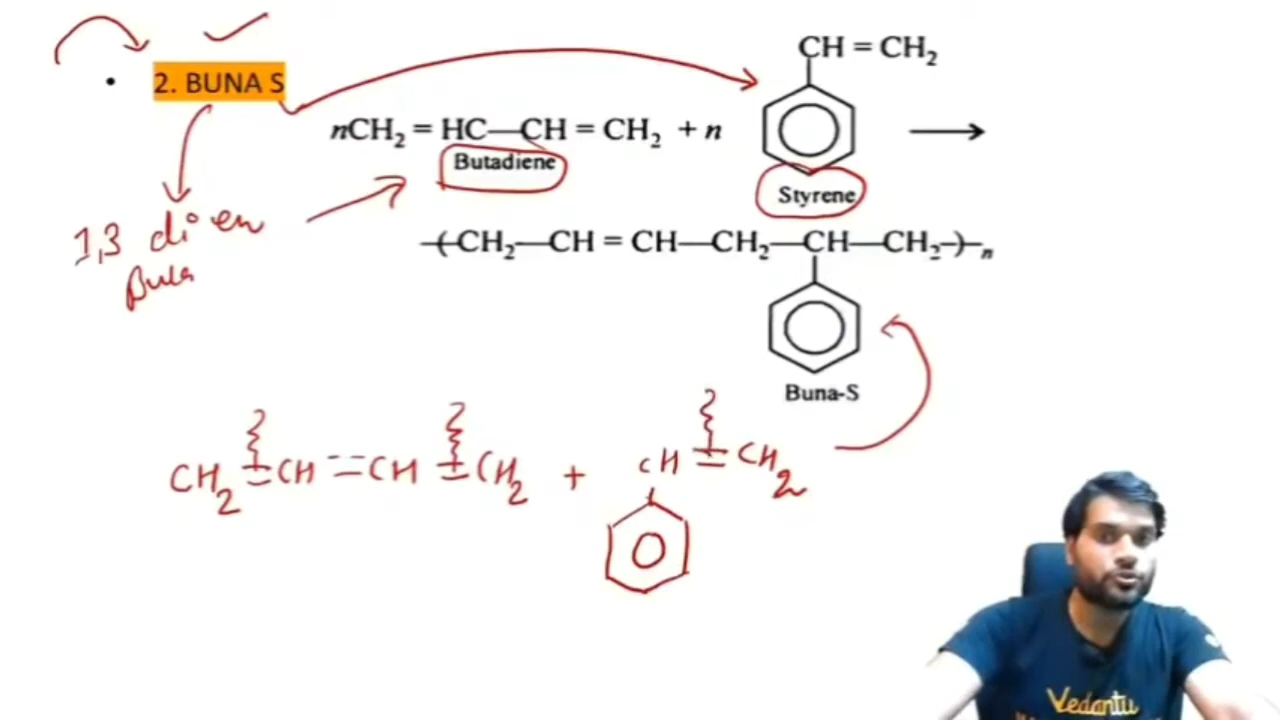 CH = CH₂
• 2. BUNA S
nCH₂ = HC—CH = CH₂ + n
Butadiene
Styrene
1,3 di en
Buta
-(-CH₂—CH = CH—CH₂—CH—CH₂-)-n
Buna-S
CH₂ = CH = CH = CH₂ + CH = CH₂
Vedantu